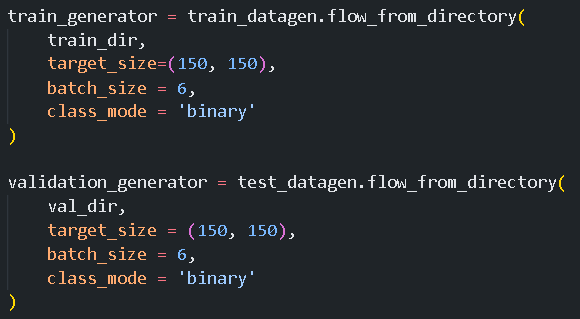 train_generator = train_datagen.flow_from_directory(
    train_dir,
    target_size=(150, 150),
    batch_size = 6,
    class_mode = 'binary'
)
validation_generator = test_datagen.flow_from_directory(
    val_dir,
    target_size = (150, 150),
    batch_size = 6,
    class_mode = 'binary'
)